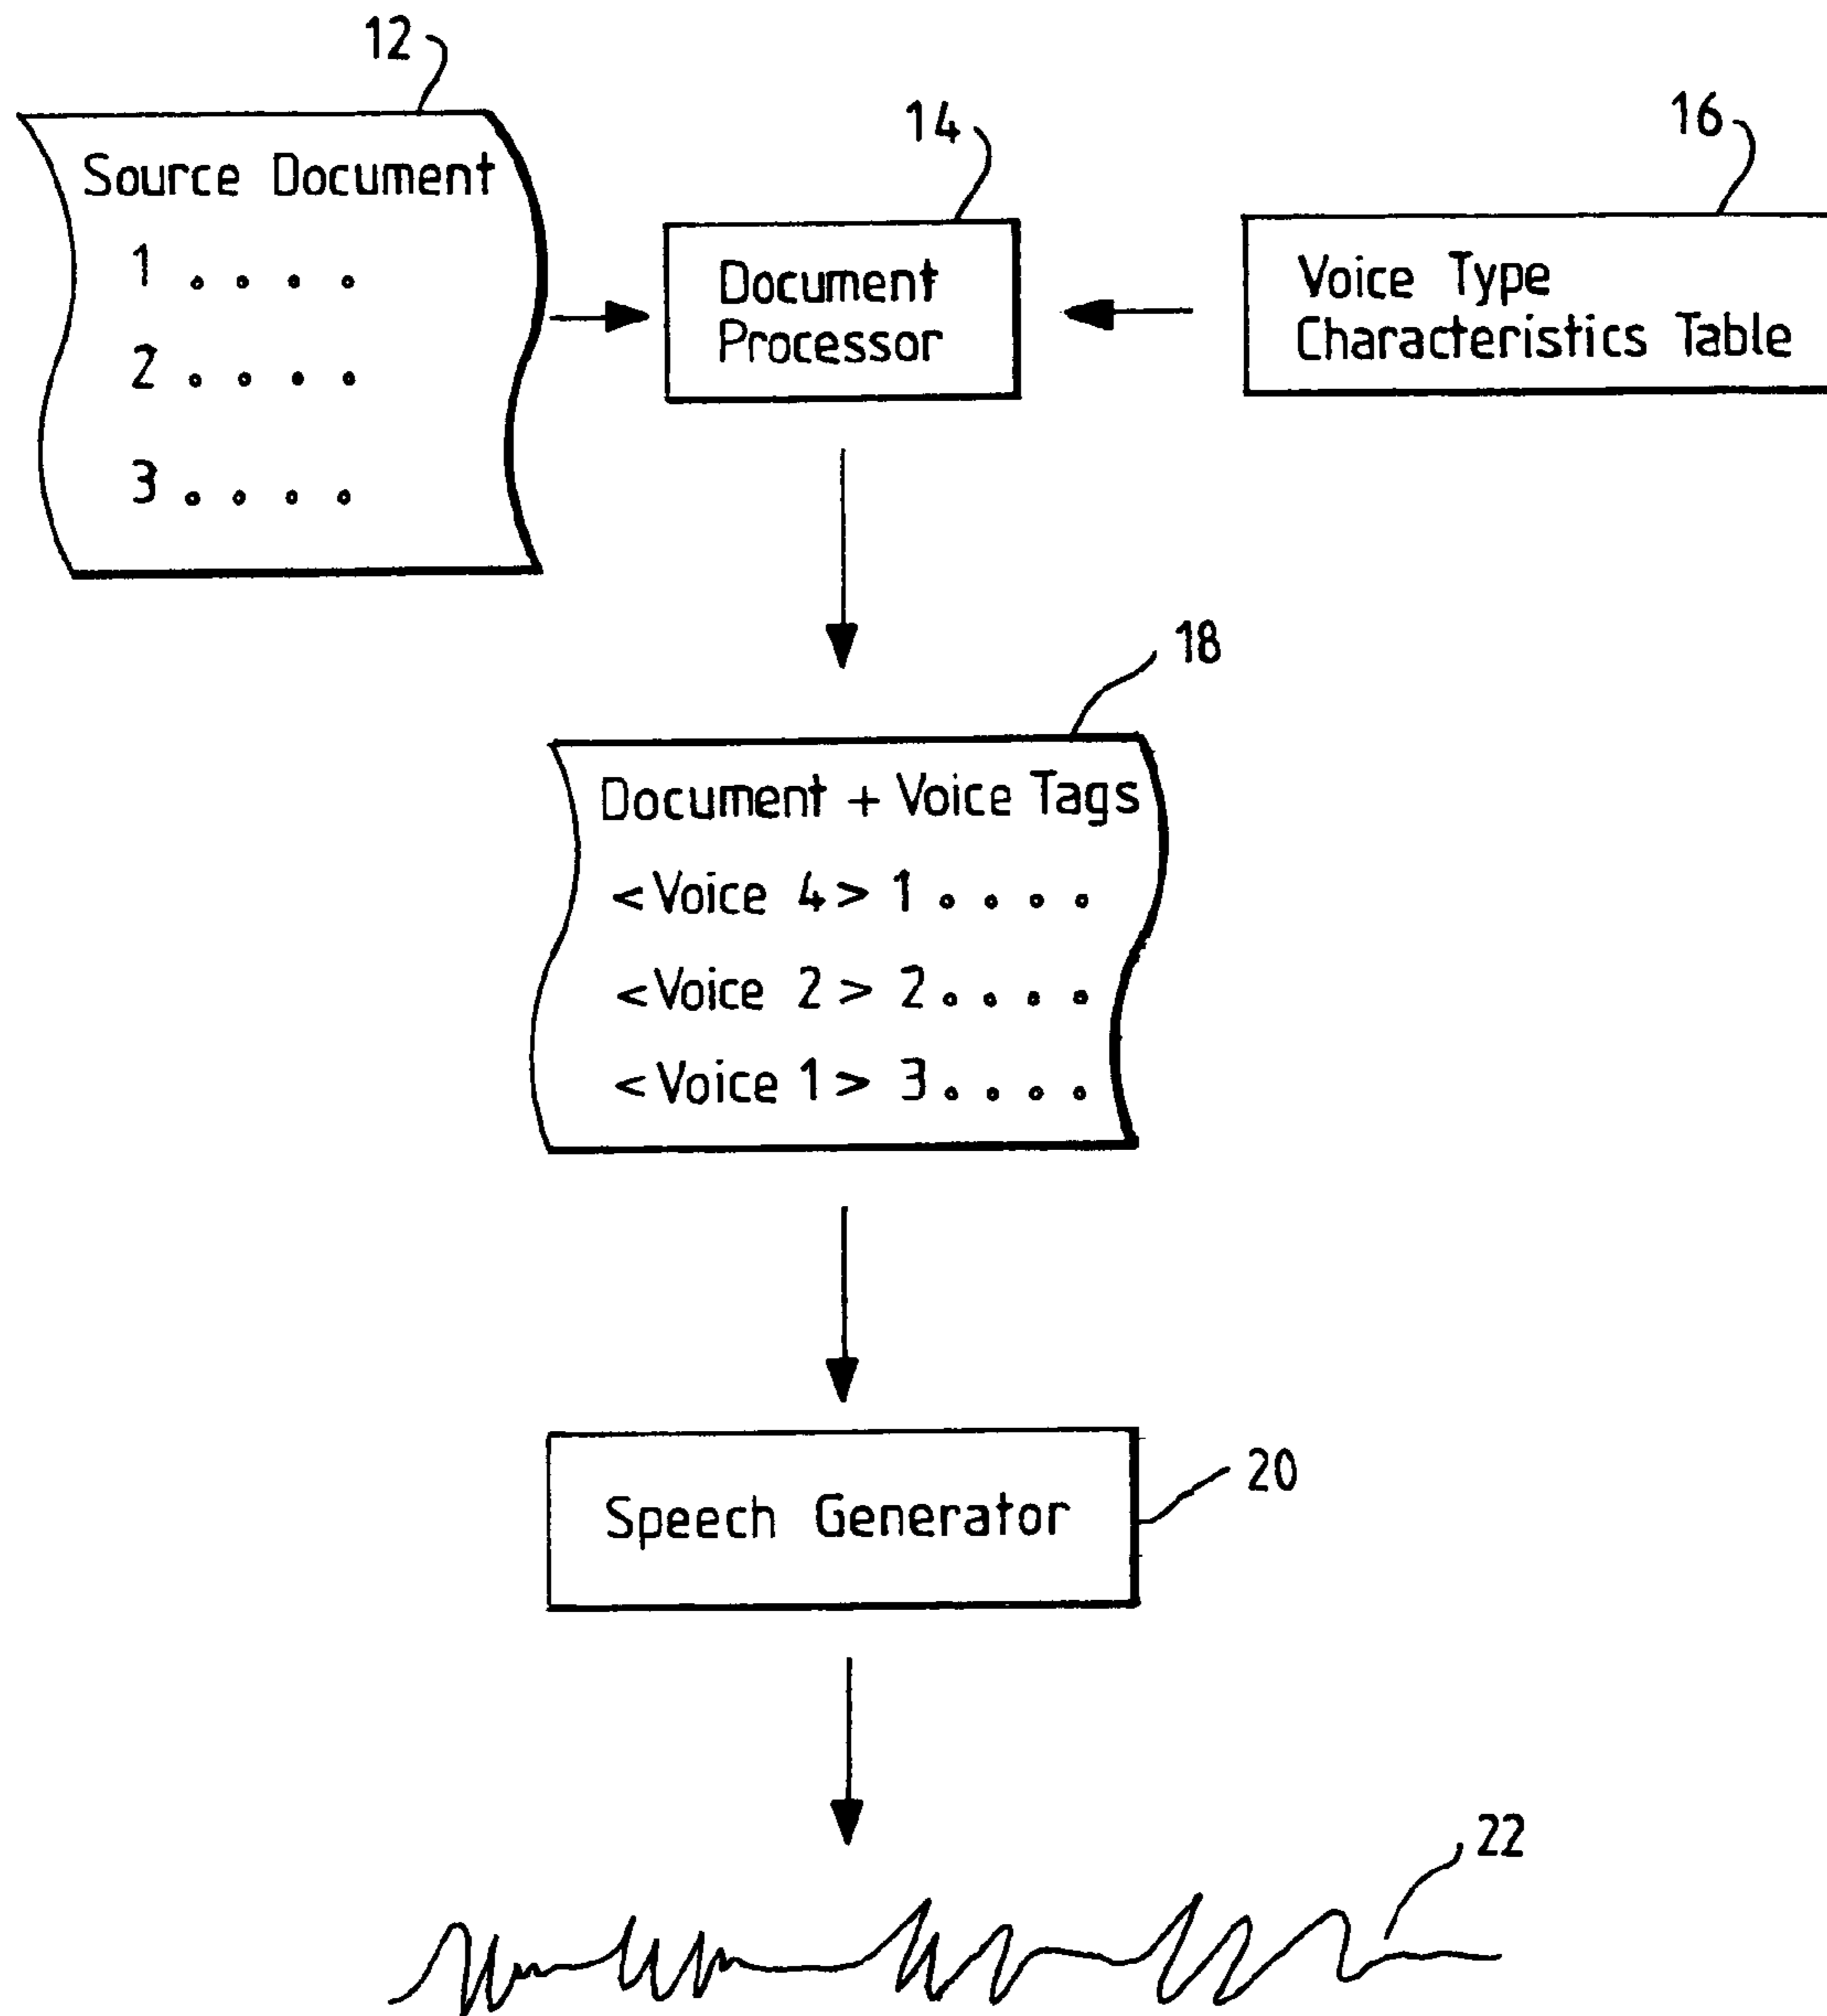 12
Source Document
1 . . . .
2 . . . .
3 . . . .
14
Document
Processor
16
Voice Type
Characteristics Table
18
Document + Voice Tags
<Voice 4> 1 . . . .
<Voice 2> 2 . . . .
<Voice 1> 3 . . . .
Speech Generator
20
22